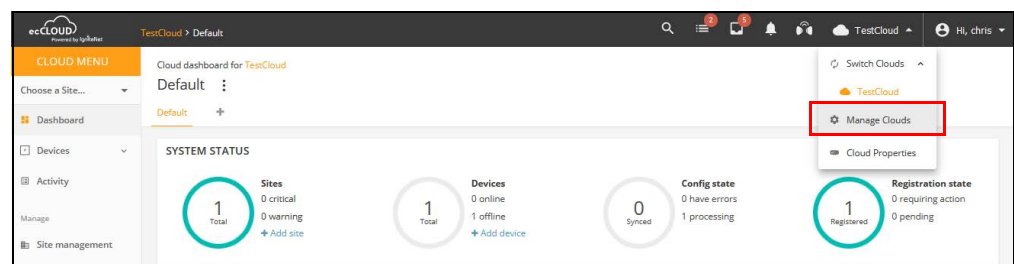 ecCLOUD
Powered by IgniteNet
TestCloud > Default
2
5
TestCloud
Hi, chris
CLOUD MENU
Choose a Site...
Dashboard
Devices
Activity
Manage
Site management
Cloud dashboard for TestCloud
Default
Default +
Switch Clouds
TestCloud
Manage Clouds
Cloud Properties
SYSTEM STATUS
1
Total
Sites
0 critical
0 warning
+ Add site
1
Total
Devices
0 online
1 offline
+ Add device
0
Synced
Config state
0 have errors
1 processing
1
Registered
Registration state
0 requiring action
0 pending